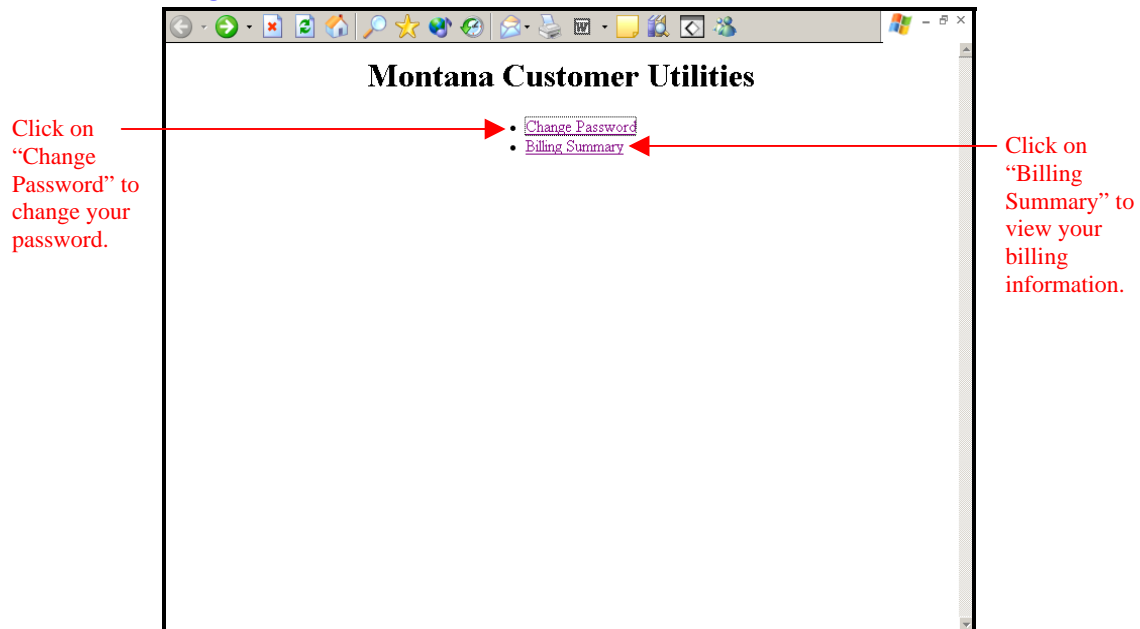 Montana Customer Utilities
Click on
“Change
Password” to
change your
password.
• Change Password
• Billing Summary
Click on
“Billing
Summary” to
view your
billing
information.